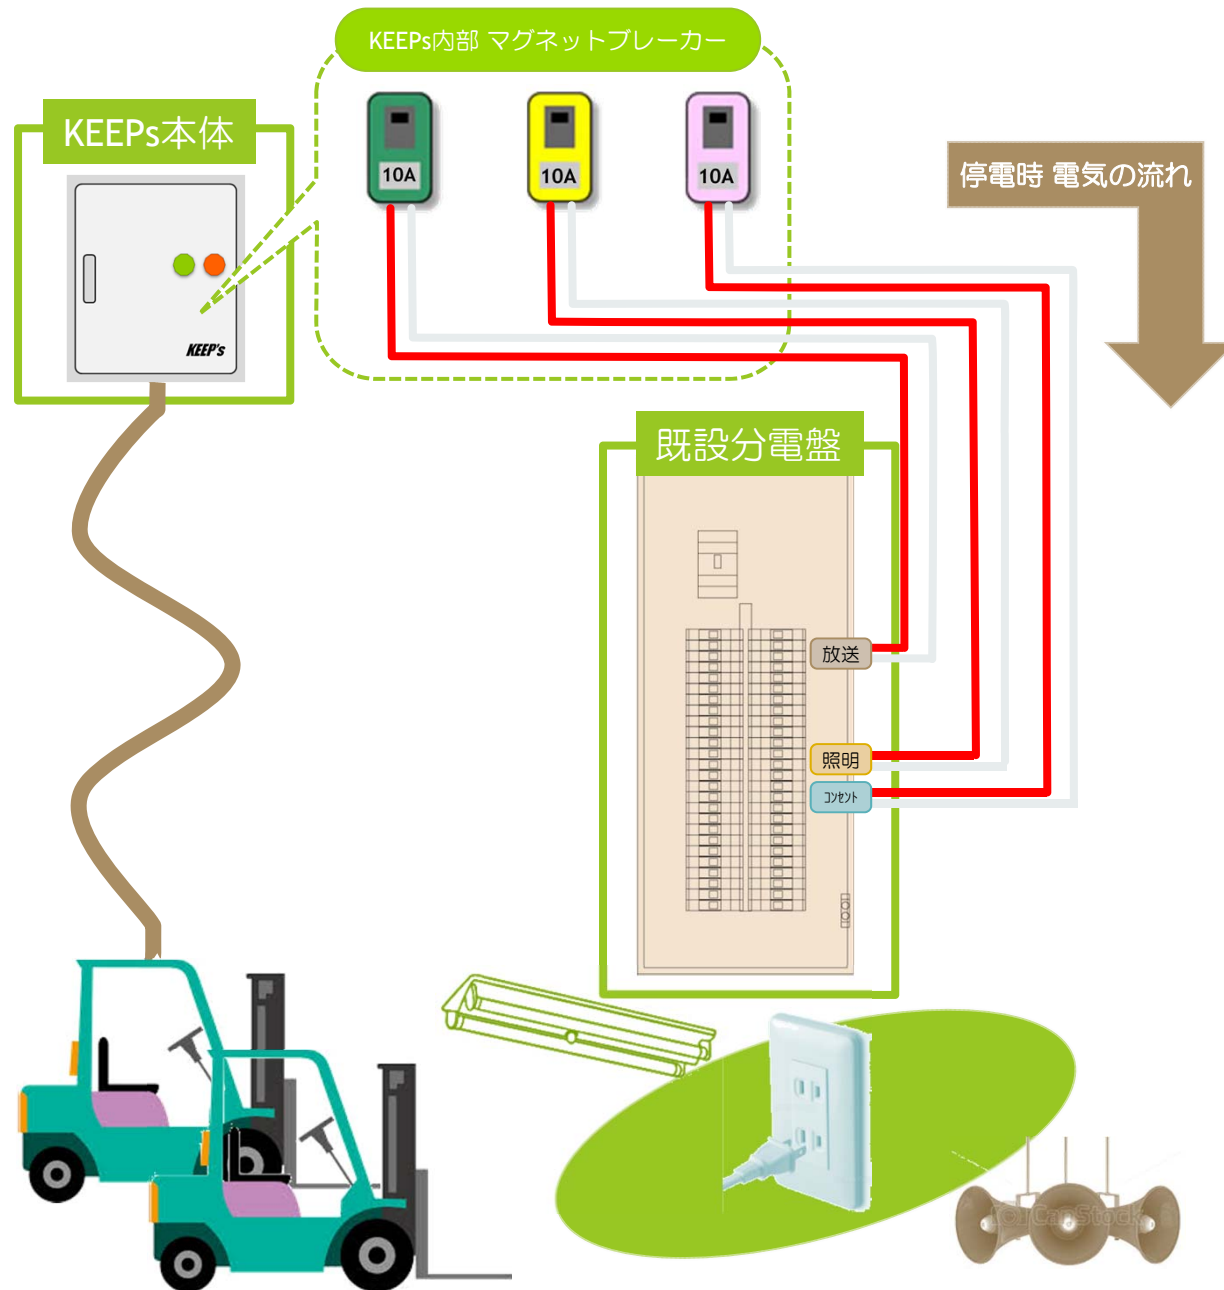 KEEPs内部 マグネットブレーカー
KEEPs本体
10A
10A
10A
停電時 電気の流れ
KEEP's
既設分電盤
放送
照明
コンセント
CanStock